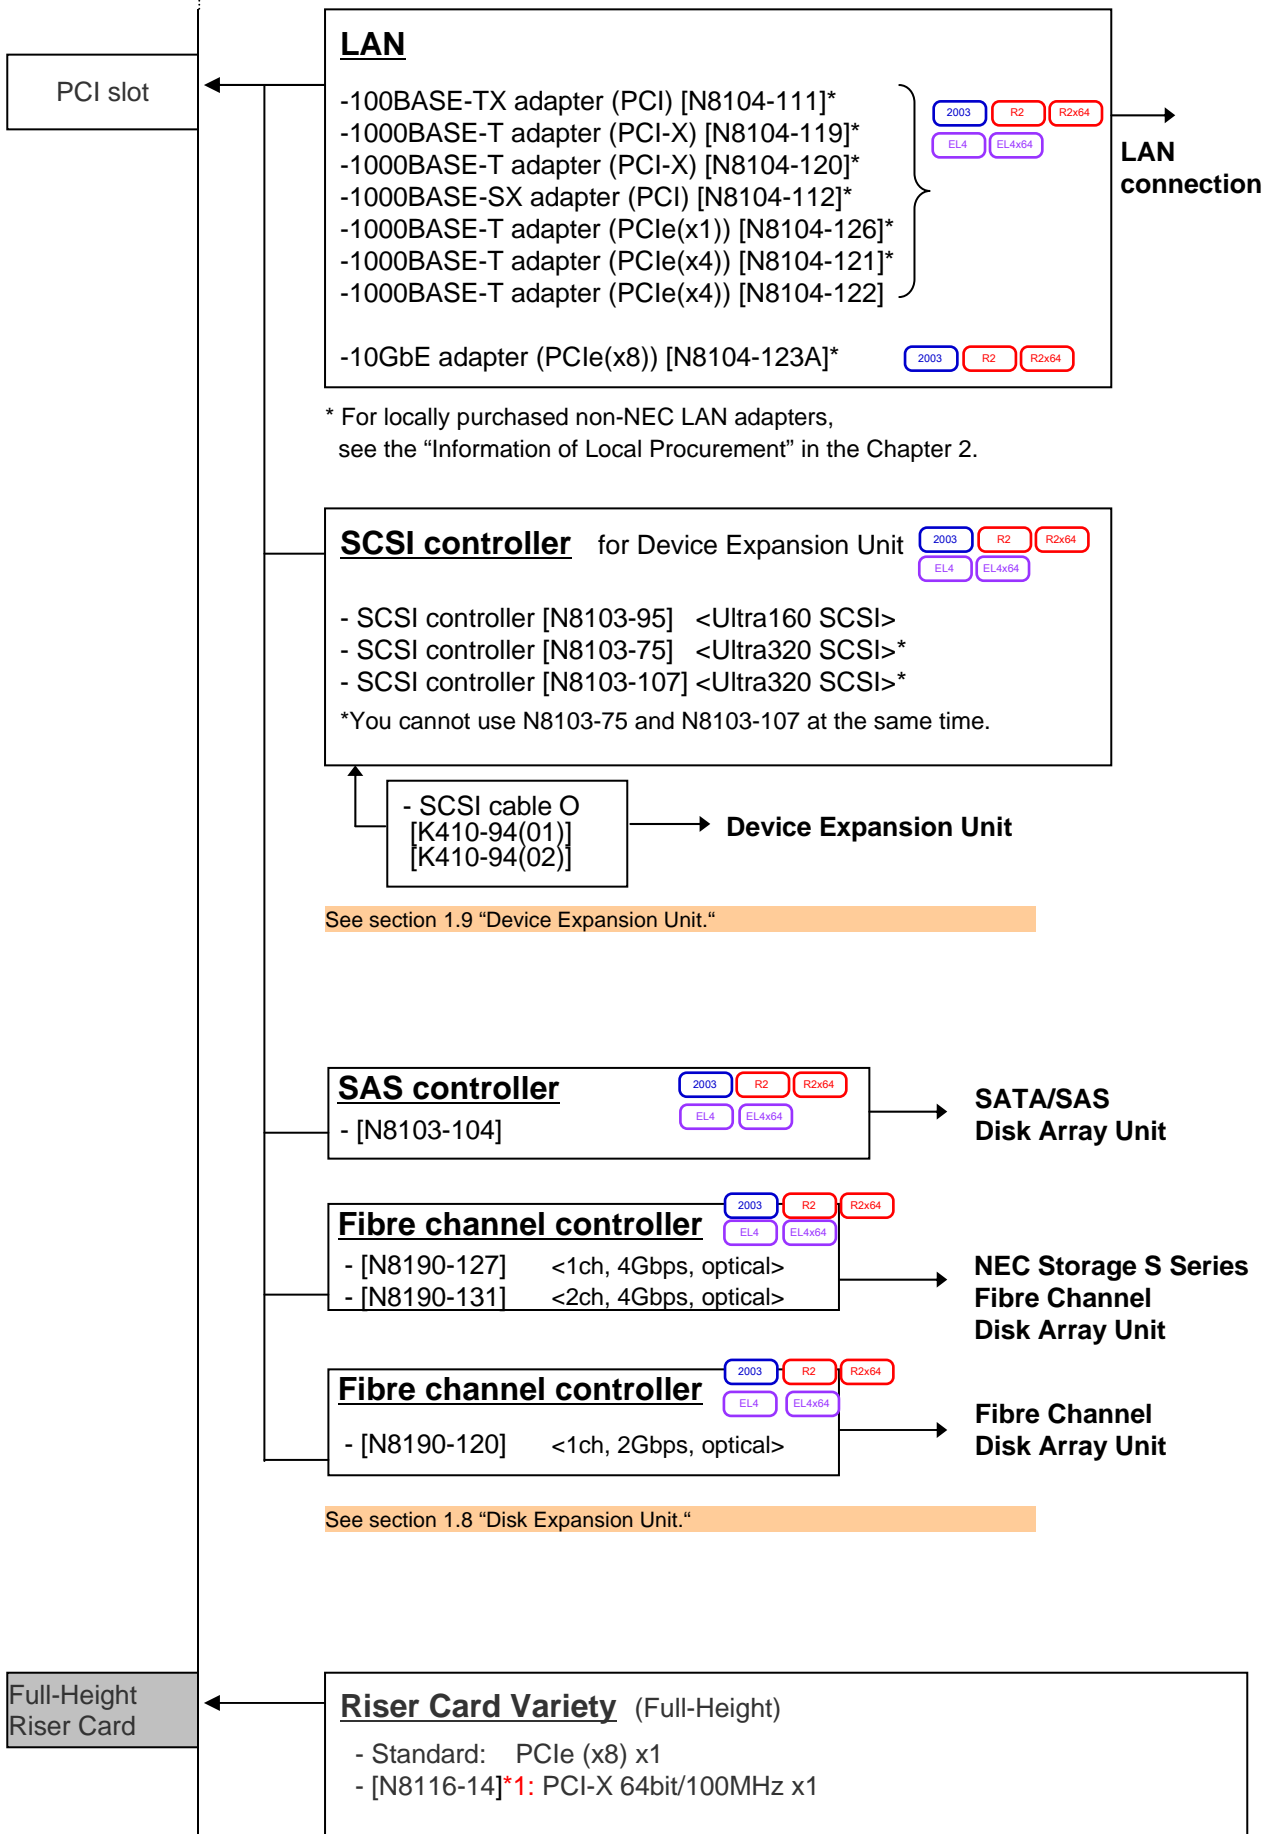 LAN
PCI slot
-100BASE-TX adapter (PCI) [N8104-111]*
-1000BASE-T adapter (PCI-X) [N8104-119]*
-1000BASE-T adapter (PCI-X) [N8104-120]*
-1000BASE-SX adapter (PCI) [N8104-112]*
-1000BASE-T adapter (PCIe(x1)) [N8104-126]*
-1000BASE-T adapter (PCIe(x4)) [N8104-121]*
-1000BASE-T adapter (PCIe(x4)) [N8104-122]
2003 R2 R2x64
EL4 EL4x64
LAN
connection
-10GbE adapter (PCIe(x8)) [N8104-123A]* 2003 R2 R2x64
* For locally purchased non-NEC LAN adapters,
see the “Information of Local Procurement” in the Chapter 2.
SCSI controller for Device Expansion Unit 2003 R2 R2x64
EL4 EL4x64
- SCSI controller [N8103-95] <Ultra160 SCSI>
- SCSI controller [N8103-75] <Ultra320 SCSI>*
- SCSI controller [N8103-107] <Ultra320 SCSI>*
*You cannot use N8103-75 and N8103-107 at the same time.
- SCSI cable O
[K410-94(01)]
[K410-94(02)]
Device Expansion Unit
See section 1.9 “Device Expansion Unit.“
SAS controller 2003 R2 R2x64
EL4 EL4x64
- [N8103-104]
SATA/SAS
Disk Array Unit
Fibre channel controller 2003 R2 R2x64
EL4 EL4x64
- [N8190-127] <1ch, 4Gbps, optical>
- [N8190-131] <2ch, 4Gbps, optical>
NEC Storage S Series
Fibre Channel
Disk Array Unit
Fibre channel controller 2003 R2 R2x64
EL4 EL4x64
- [N8190-120] <1ch, 2Gbps, optical>
Fibre Channel
Disk Array Unit
See section 1.8 “Disk Expansion Unit.“
Full-Height
Riser Card
Riser Card Variety (Full-Height)
- Standard: PCIe (x8) x1
- [N8116-14]*1: PCI-X 64bit/100MHz x1